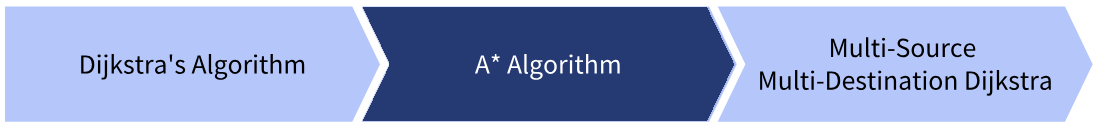 Dijkstra's Algorithm
A* Algorithm
Multi-Source
Multi-Destination Dijkstra